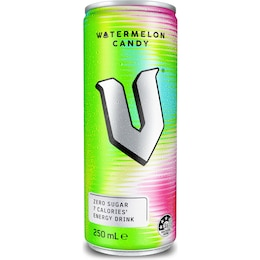 WATERMELON
CANDY
V
ZERO SUGAR
7 CALORIES*
ENERGY DRINK
250 mL e